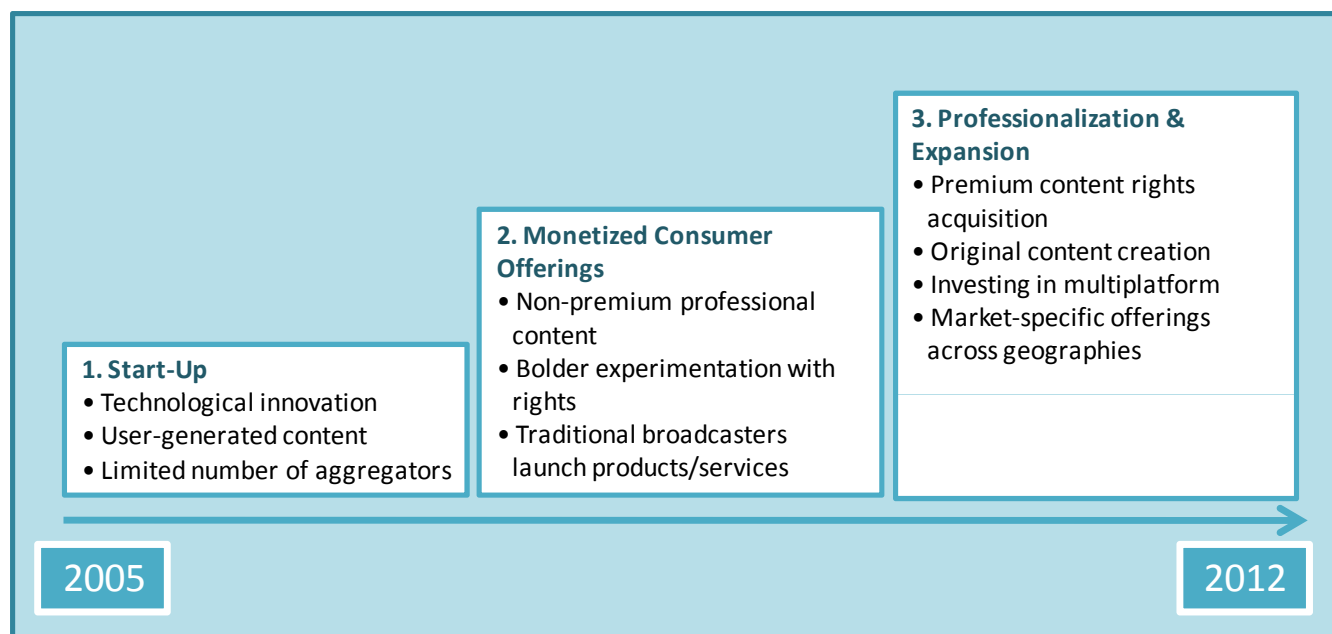 1. Start-Up
• Technological innovation
• User-generated content
• Limited number of aggregators
2. Monetized Consumer
Offerings
• Non-premium professional
content
• Bolder experimentation with
rights
• Traditional broadcasters
launch products/services
3. Professionalization &
Expansion
• Premium content rights
acquisition
• Original content creation
• Investing in multiplatform
• Market-specific offerings
across geographies
2005
2012